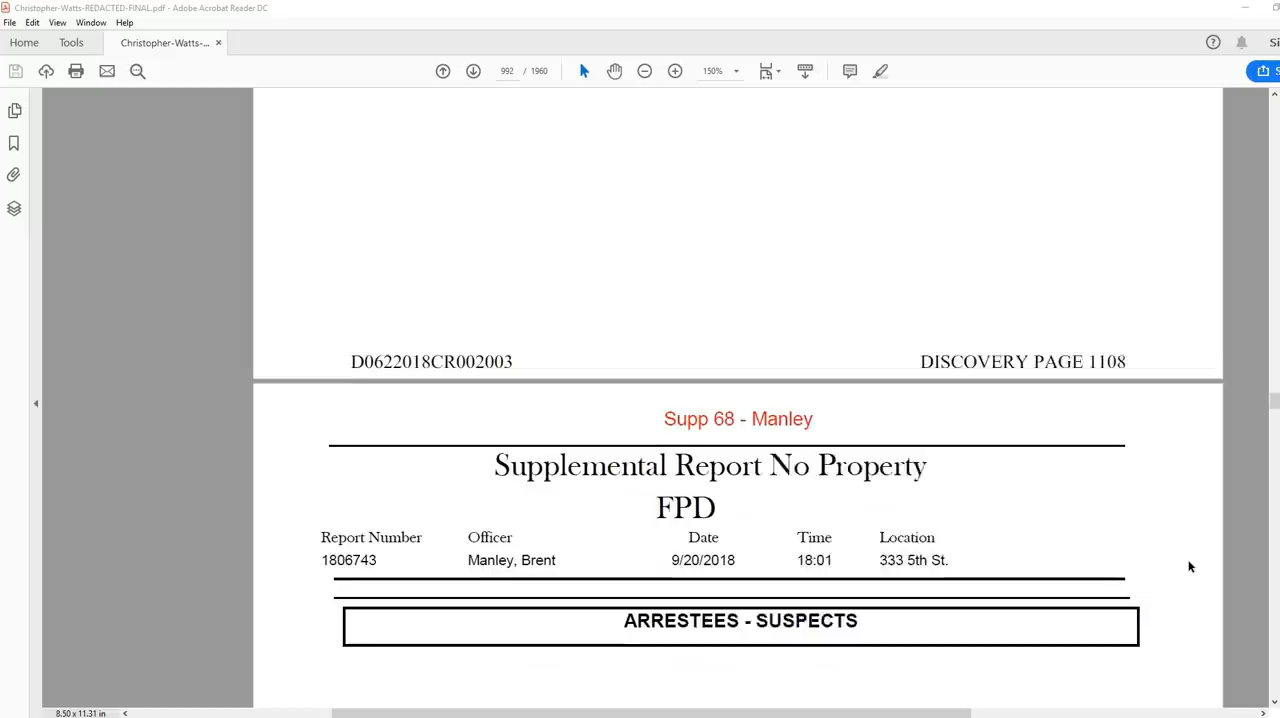 Christopher-Watts-REDACTED-FINAL.pdf - Adobe Acrobat Reader DC
File Edit View Window Help
Home Tools Christopher-Watts-... ×
992 / 1960 150%
D0622018CR002003 DISCOVERY PAGE 1108
Supp 68 - Manley
Supplemental Report No Property
FPD
Report Number Officer Date Time Location
1806743 Manley, Brent 9/20/2018 18:01 333 5th St.
ARRESTEES - SUSPECTS
8.50 x 11.31 in